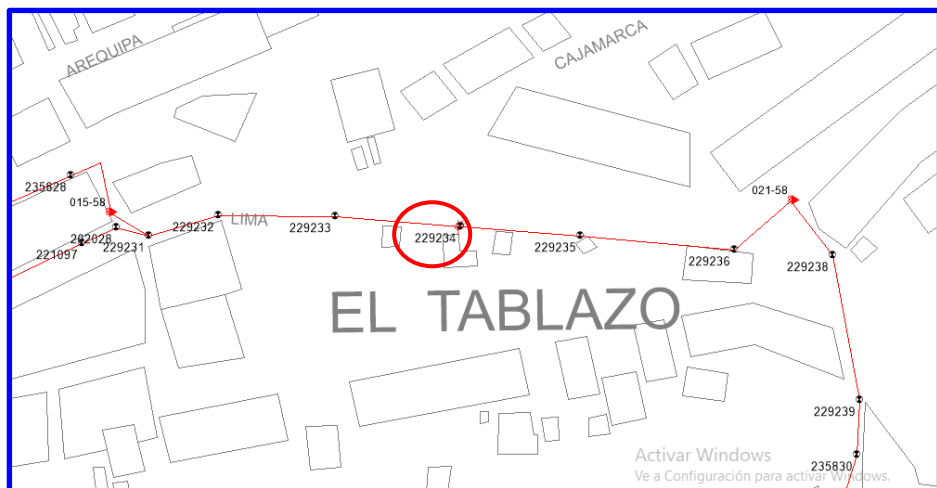 AREQUIPA
CAJAMARCA
235828
015-58
021-58
229232
LIMA
229233
202028
229231
221097
229234
229235
229236
229238
EL TABLAZO
229239
Activar Windows
235830
Ve a Configuración para activar Windows.